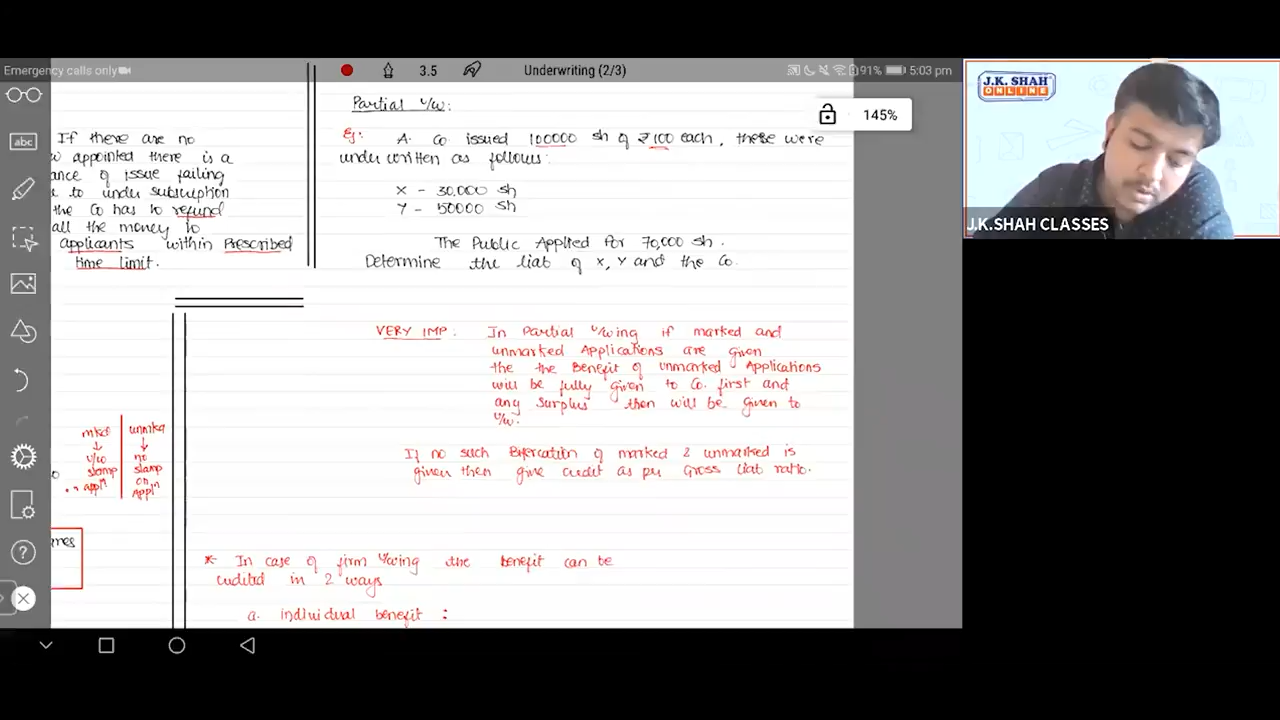 Emergency calls only
3.5
Underwriting (2/3)
91%
5:03 pm
145%
abc
If there are no
w appointed there is a
ance of issue failing
e to under subscription
the Co has to refund
all the money to
applicants within Prescribed
time limit.
Partial U/w:
Eg: A. Co issued 100000 sh of ₹100 each, these were
underwritten as follows:
X - 30,000 sh
Y - 50000 sh
The Public Applied for 70,000 sh.
Determine the liab of X, Y and the Co.
VERY IMP: In Partial U/wing if marked and
unmarked Applications are given
the the Benefit of unmarked Applications
will be fully given to Co. first and
any surplus then will be given to
U/w.
If no such Bifercation of marked & unmarked is
given then give credit as per Gross liab ratio.
mkd unmkd
U/w no
stamp stamp
on appln on
Appln
mes
* In case of firm U/wing the benefit can be
credited in 2 ways
a. individual benefit :
J.K. SHAH
ONLINE
J.K.SHAH CLASSES